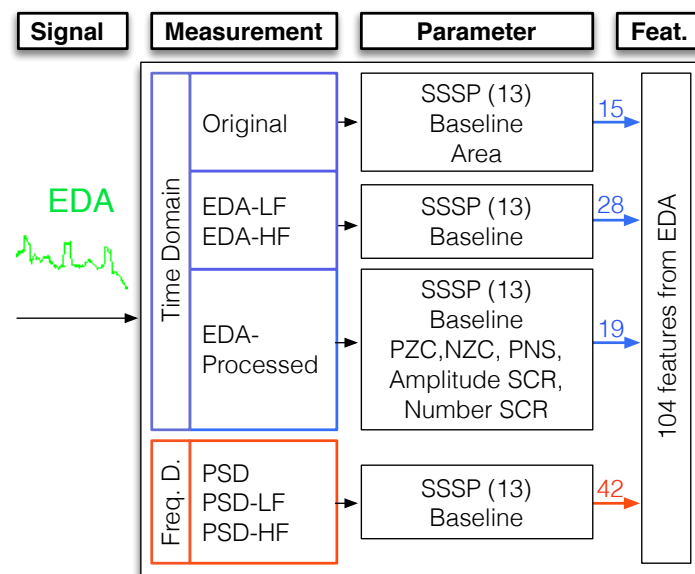 Signal
Measurement
Parameter
Feat.
EDA
Time Domain
Original
SSSP (13)
Baseline
Area
15
EDA-LF
EDA-HF
SSSP (13)
Baseline
28
EDA-
Processed
SSSP (13)
Baseline
PZC,NZC, PNS,
Amplitude SCR,
Number SCR
19
Freq. D.
PSD
PSD-LF
PSD-HF
SSSP (13)
Baseline
42
104 features from EDA